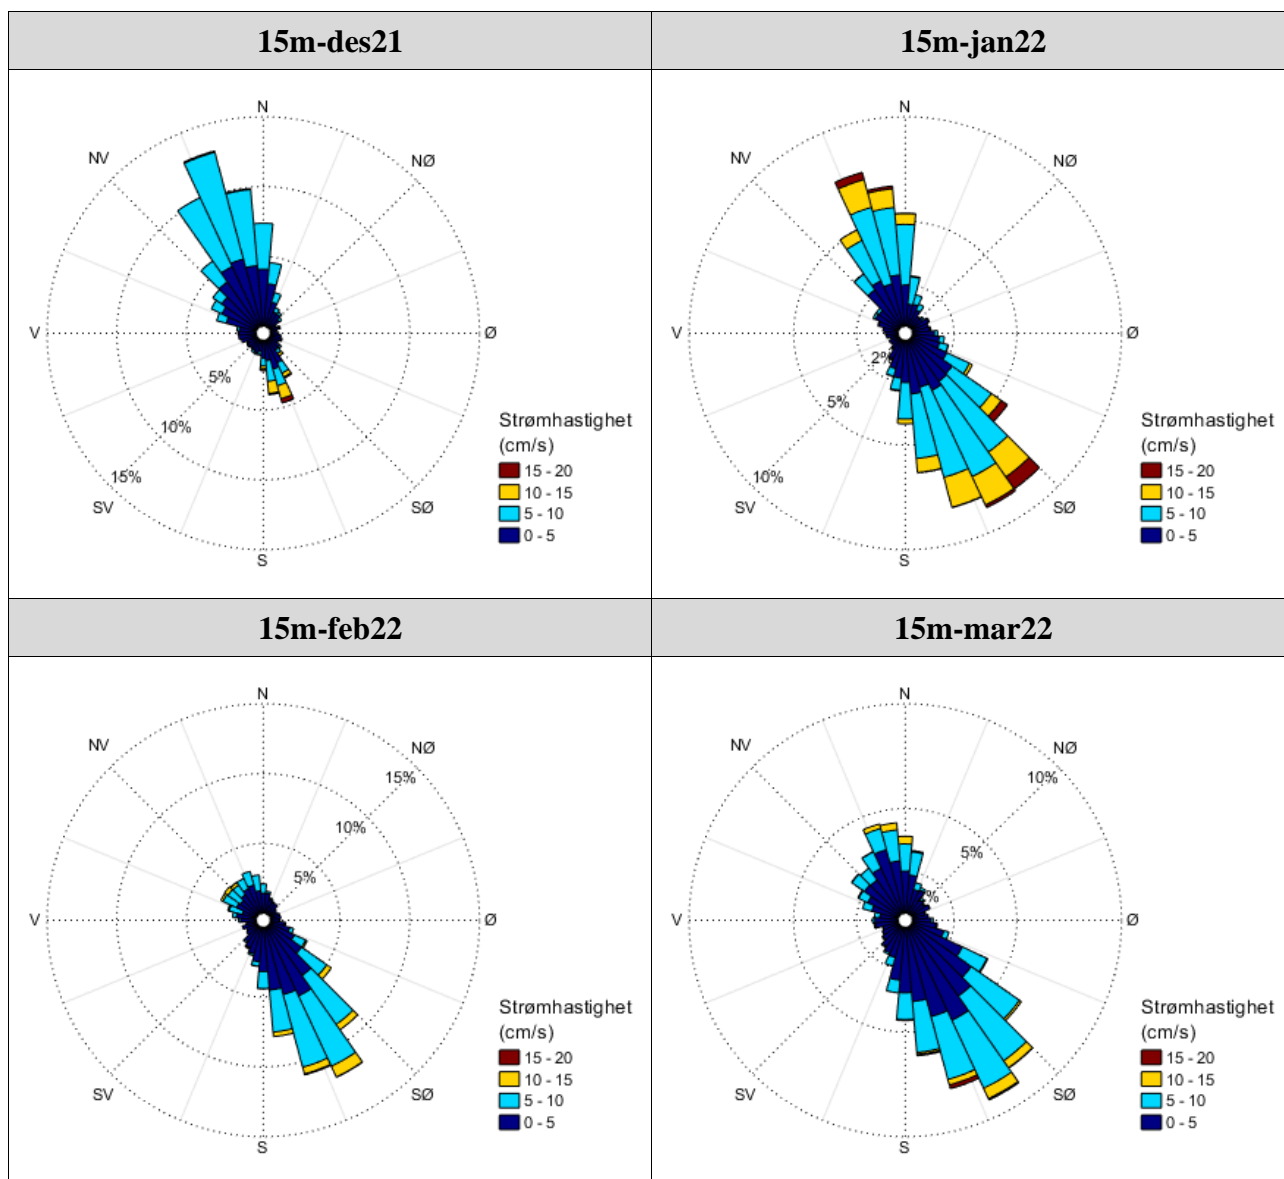 15m-des21
15m-jan22
N
NV
NØ
V
Ø
5%
10%
15%
SV
SØ
S
Strømhastighet
(cm/s)
15 - 20
10 - 15
5 - 10
0 - 5
N
NV
NØ
V
Ø
2%
5%
10%
SV
SØ
S
Strømhastighet
(cm/s)
15 - 20
10 - 15
5 - 10
0 - 5
15m-feb22
15m-mar22
N
NV
NØ
15%
10%
5%
V
Ø
SV
SØ
S
Strømhastighet
(cm/s)
15 - 20
10 - 15
5 - 10
0 - 5
N
NV
NØ
10%
5%
V
Ø
SV
SØ
S
Strømhastighet
(cm/s)
15 - 20
10 - 15
5 - 10
0 - 5